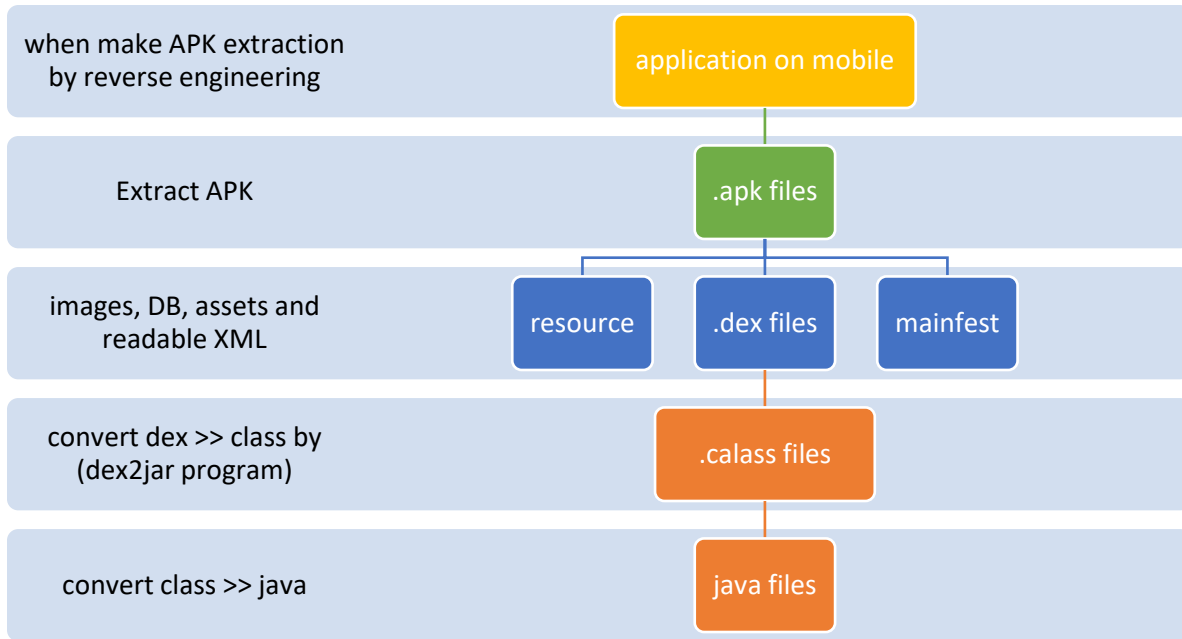 when make APK extraction
by reverse engineering
application on mobile
Extract APK
.apk files
images, DB, assets and
readable XML
resource
.dex files
mainfest
convert dex >> class by
(dex2jar program)
.calass files
convert class >> java
java files